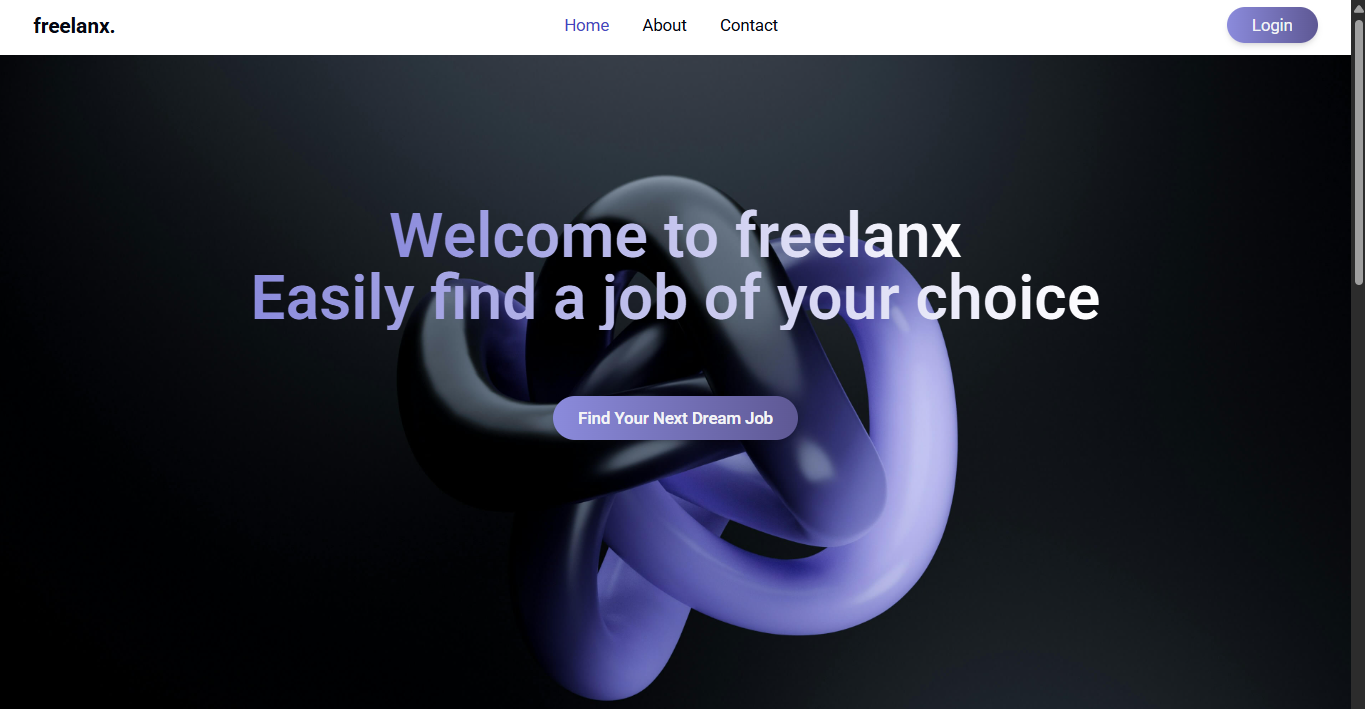 freelanx.
Home
About
Contact
Login
Welcome to freelanx
Easily find a job of your choice
Find Your Next Dream Job